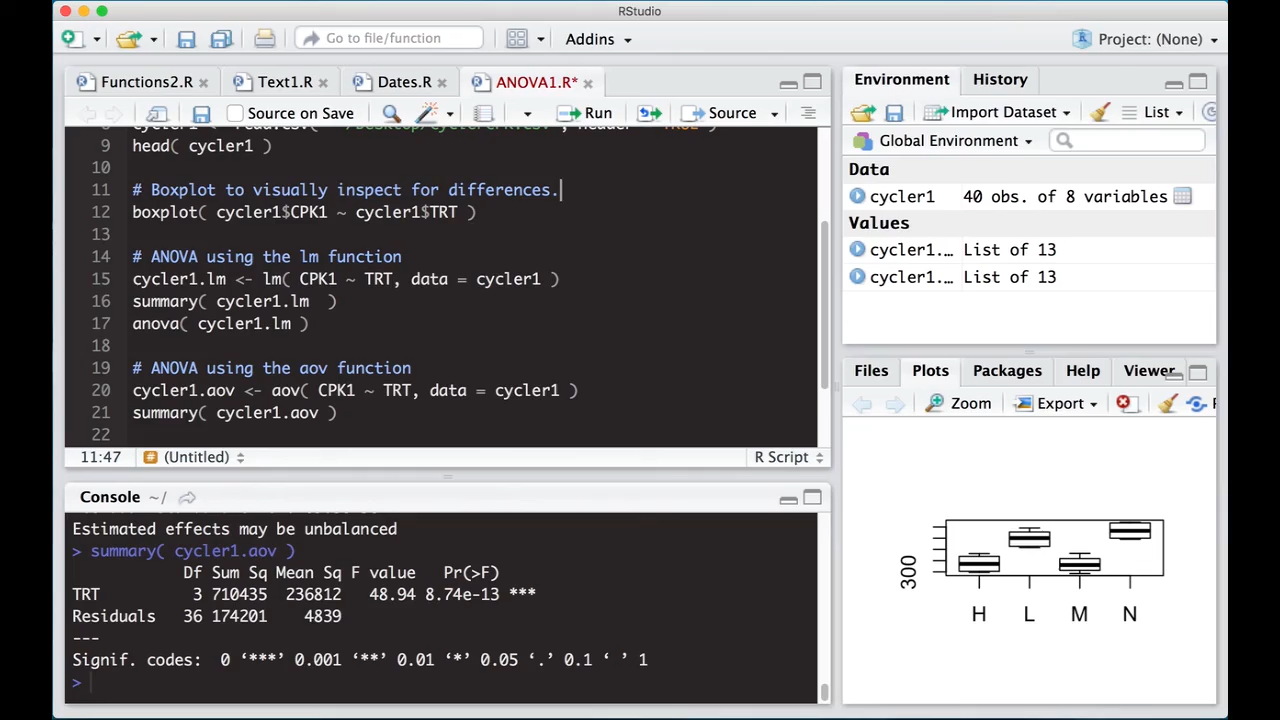 RStudio
Go to file/function
Addins
Project: (None)
Functions2.R
Text1.R
Dates.R
ANOVA1.R*
Source on Save
Run
Source
9 head( cycler1 )
10
11 # Boxplot to visually inspect for differences.
12 boxplot( cycler1$CPK1 ~ cycler1$TRT )
13
14 # ANOVA using the lm function
15 cycler1.lm <- lm( CPK1 ~ TRT, data = cycler1 )
16 summary( cycler1.lm  )
17 anova( cycler1.lm )
18
19 # ANOVA using the aov function
20 cycler1.aov <- aov( CPK1 ~ TRT, data = cycler1 )
21 summary( cycler1.aov )
22
11:47
(Untitled)
R Script
Console ~/
Estimated effects may be unbalanced
> summary( cycler1.aov )
Df Sum Sq Mean Sq F value Pr(>F)
TRT 3 710435 236812 48.94 8.74e-13 ***
Residuals 36 174201 4839
---
Signif. codes: 0 ‘***’ 0.001 ‘**’ 0.01 ‘*’ 0.05 ‘.’ 0.1 ‘ ’ 1
>
Environment
History
Import Dataset
List
Global Environment
Data
cycler1 40 obs. of 8 variables
Values
cycler1.… List of 13
cycler1.… List of 13
Files
Plots
Packages
Help
Viewer
Zoom
Export
300
H L M N